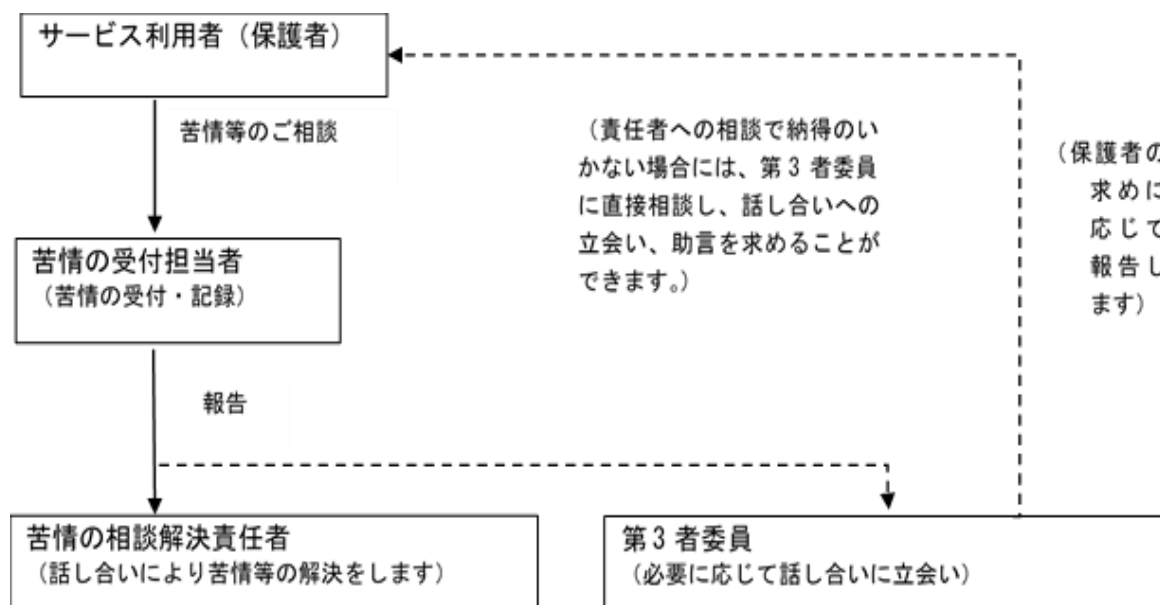 サービス利用者（保護者）
苦情等のご相談
（責任者への相談で納得のい
かない場合には、第3 者委員
に直接相談し、話し合いへの
立会い、助言を求めることが
できます。）
（保護者の
求めに
応じて
報告し
ます）
苦情の受付担当者
（苦情の受付・記録）
報告
苦情の相談解決責任者
（話し合いにより苦情等の解決をします）
第3 者委員
（必要に応じて話し合いに立会い）